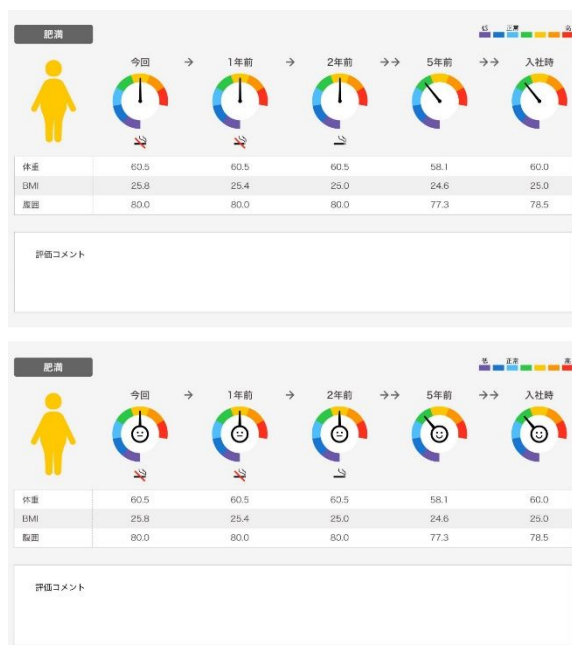 肥満
低 正常 高
今回 → 1年前 → 2年前 →→ 5年前 →→ 入社時
体重 60.5 60.5 60.5 58.1 60.0
BMI 25.8 25.4 25.0 24.6 25.0
腹囲 80.0 80.0 80.0 77.3 78.5
評価コメント
肥満
低 正常 高
今回 → 1年前 → 2年前 →→ 5年前 →→ 入社時
体重 60.5 60.5 60.5 58.1 60.0
BMI 25.8 25.4 25.0 24.6 25.0
腹囲 80.0 80.0 80.0 77.3 78.5
評価コメント